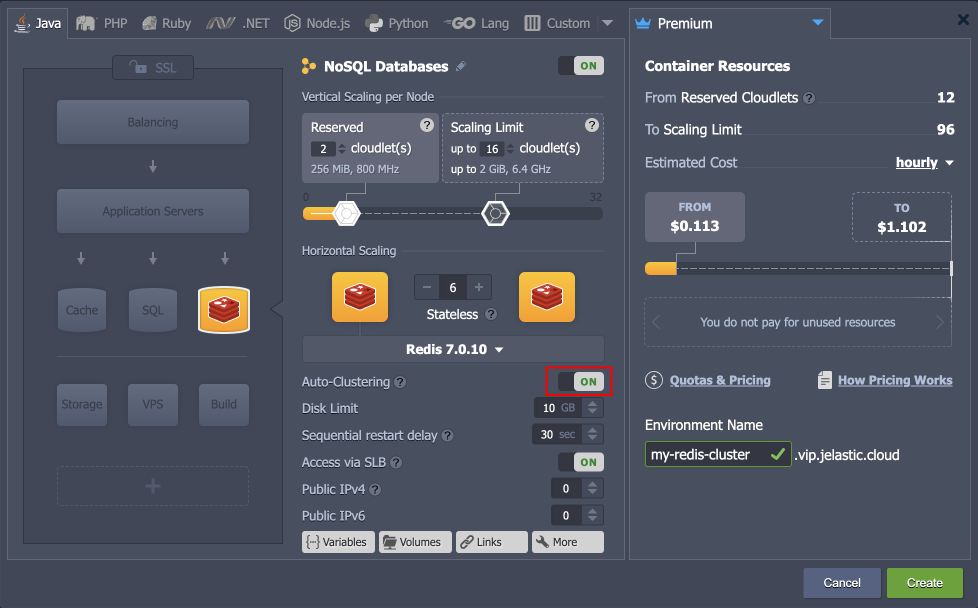 Java
PHP
Ruby
.NET
Node.js
Python
GO Lang
Custom
SSL
Balancing
Application Servers
Cache
SQL
Storage
VPS
Build
+
NoSQL Databases
ON
Vertical Scaling per Node
Reserved ?
2 cloudlet(s)
256 MiB, 800 MHz
Scaling Limit ?
up to 16 cloudlet(s)
up to 2 GiB, 6.4 GHz
0
32
Horizontal Scaling
− 6 +
Stateless ?
Redis 7.0.10
Auto-Clustering ? ON
Disk Limit 10 GB
Sequential restart delay ? 30 sec
Access via SLB ? ON
Public IPv4 ? 0
Public IPv6 0
Variables
Volumes
Links
More
Premium
Container Resources
From Reserved Cloudlets ? 12
To Scaling Limit 96
Estimated Cost hourly
FROM
$0.113
TO
$1.102
You do not pay for unused resources
$ Quotas & Pricing
How Pricing Works
Environment Name
my-redis-cluster .vip.jelastic.cloud
Cancel
Create